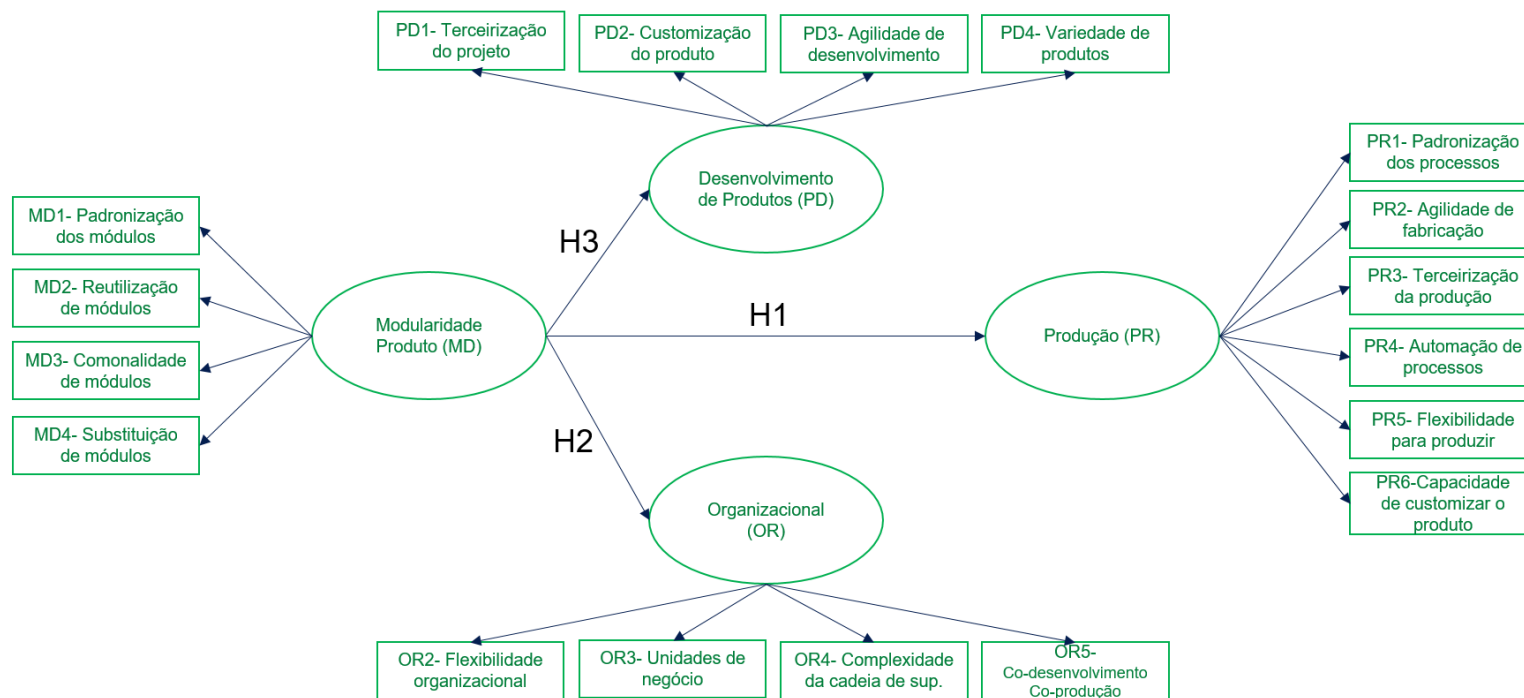 PD1- Terceirização
do projeto
PD2- Customização
do produto
PD3- Agilidade de
desenvolvimento
PD4- Variedade de
produtos
Desenvolvimento
de Produtos (PD)
MD1- Padronização
dos módulos
MD2- Reutilização
de módulos
MD3- Comonalidade
de módulos
MD4- Substituição
de módulos
Modularidade
Produto (MD)
H3
H1
H2
Produção (PR)
PR1- Padronização
dos processos
PR2- Agilidade de
fabricação
PR3- Terceirização
da produção
PR4- Automação de
processos
PR5- Flexibilidade
para produzir
PR6-Capacidade
de customizar o
produto
Organizacional
(OR)
OR2- Flexibilidade
organizacional
OR3- Unidades de
negócio
OR4- Complexidade
da cadeia de sup.
OR5-
Co-desenvolvimento
Co-produção